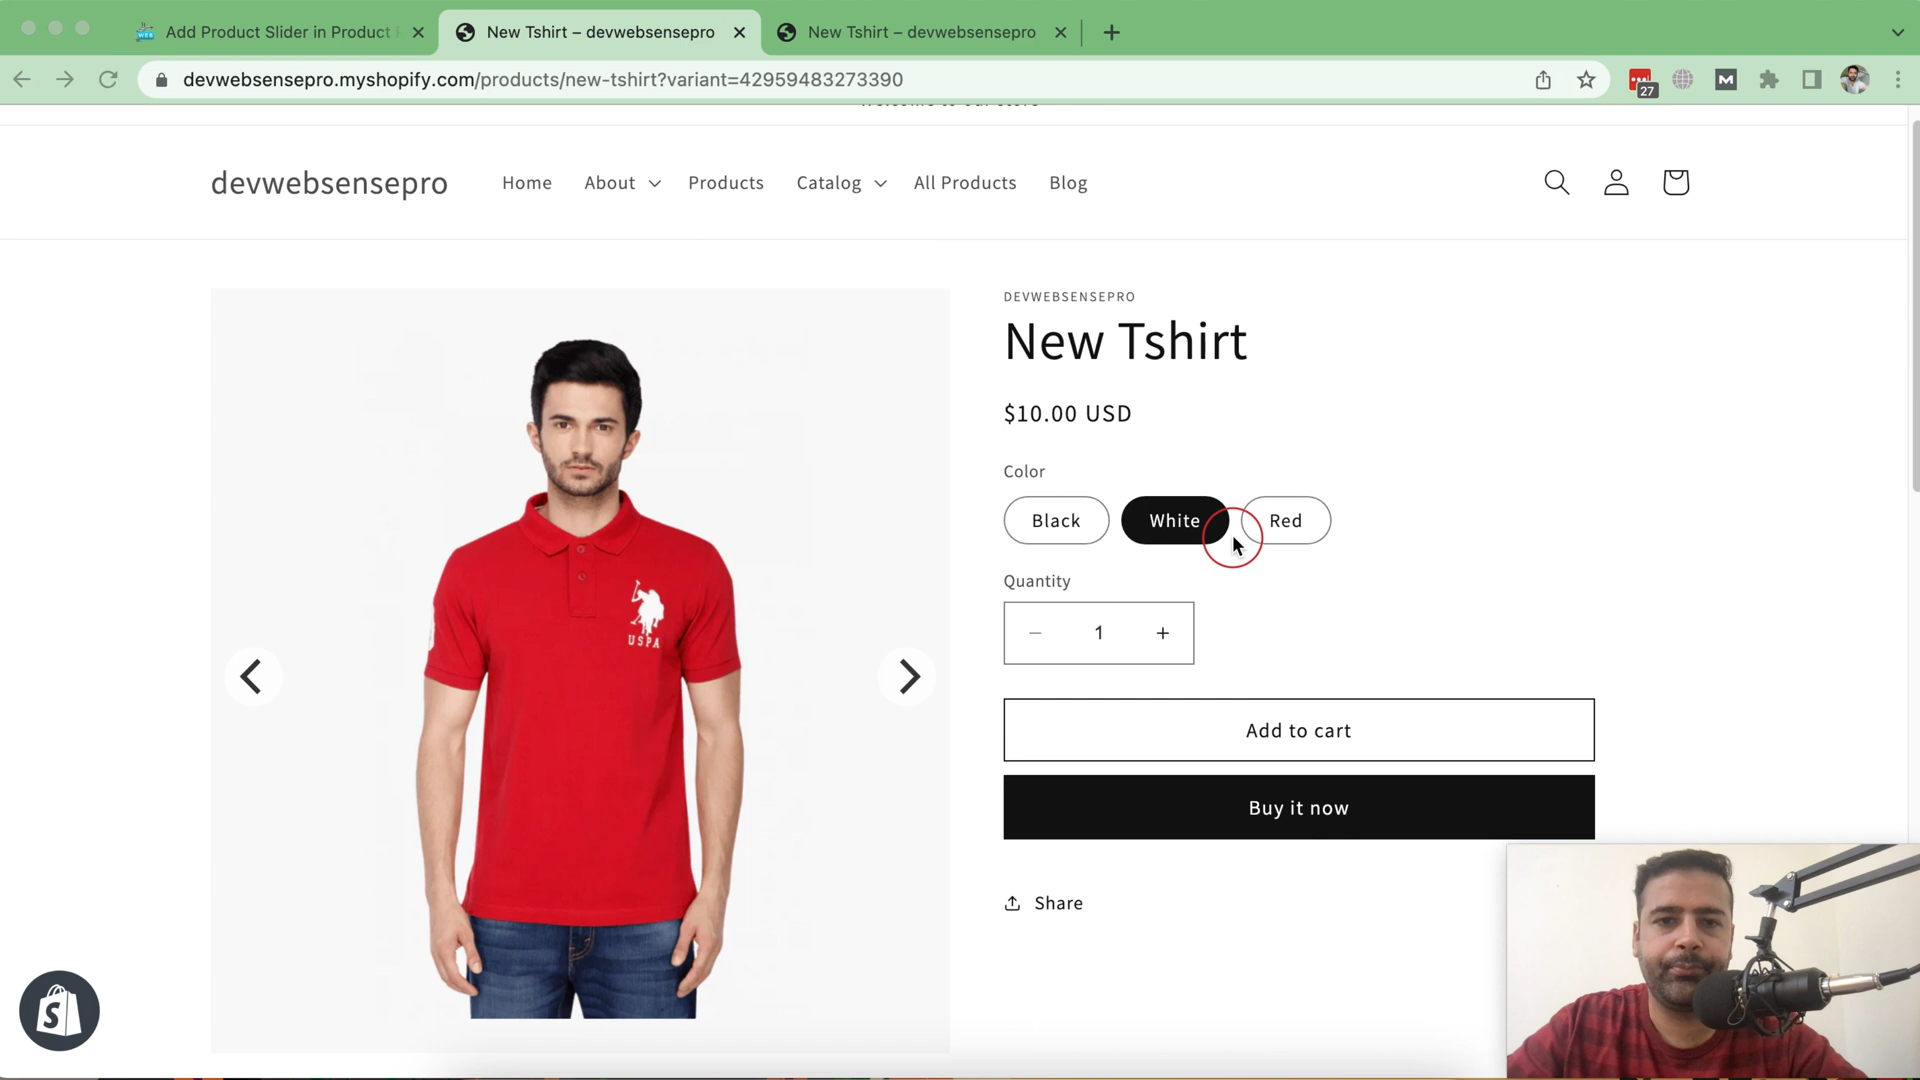 Add Product Slider in Product
New Tshirt – devwebsensepro
New Tshirt – devwebsensepro
devwebsensepro.myshopify.com/products/new-tshirt?variant=42959483273390
27
M
devwebsensepro
Home
About
Products
Catalog
All Products
Blog
DEVWEBSENSEPRO
New Tshirt
$10.00 USD
Color
Black
White
Red
Quantity
1
Add to cart
Buy it now
Share
USPA